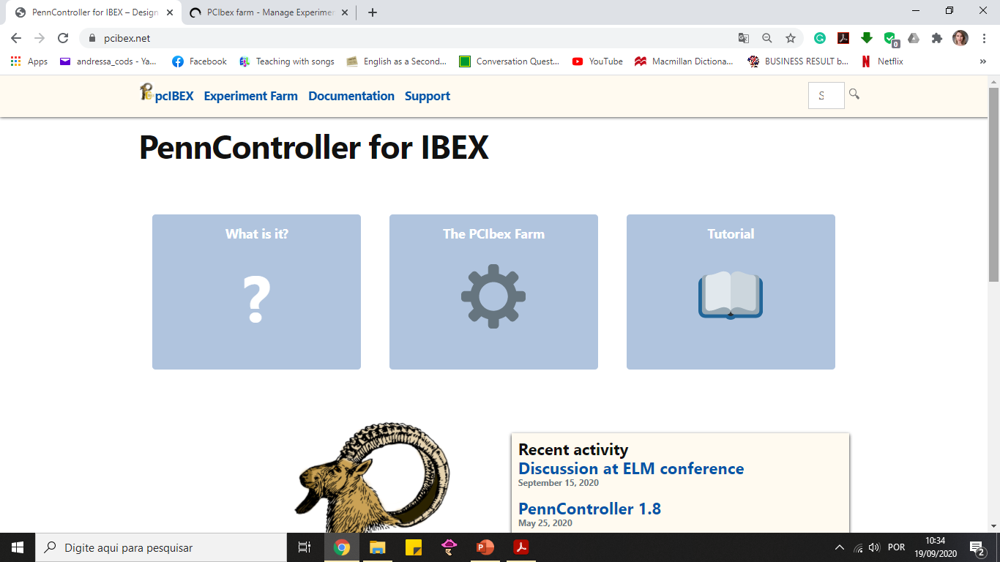 PennController for IBEX – Design
PCIbex farm - Manage Experimen
pcibex.net
Apps
andressa_cods - Ya...
Facebook
Teaching with songs
English as a Second...
Conversation Quest...
YouTube
Macmillan Dictiona...
BUSINESS RESULT b...
Netflix
»
pcIBEX
Experiment Farm
Documentation
Support
S
PennController for IBEX
What is it?
The PCIbex Farm
Tutorial
?
Recent activity
Discussion at ELM conference
September 15, 2020
PennController 1.8
May 25, 2020
Digite aqui para pesquisar
POR
10:34
19/09/2020
0
2